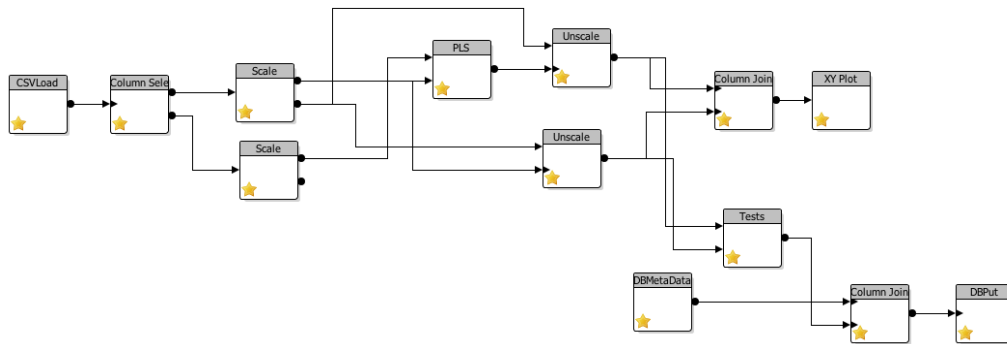 CSVLoad
Column Sele
Scale
Scale
PLS
Unscale
Unscale
Column Join
XY Plot
Tests
DBMetaData
Column Join
DBPut